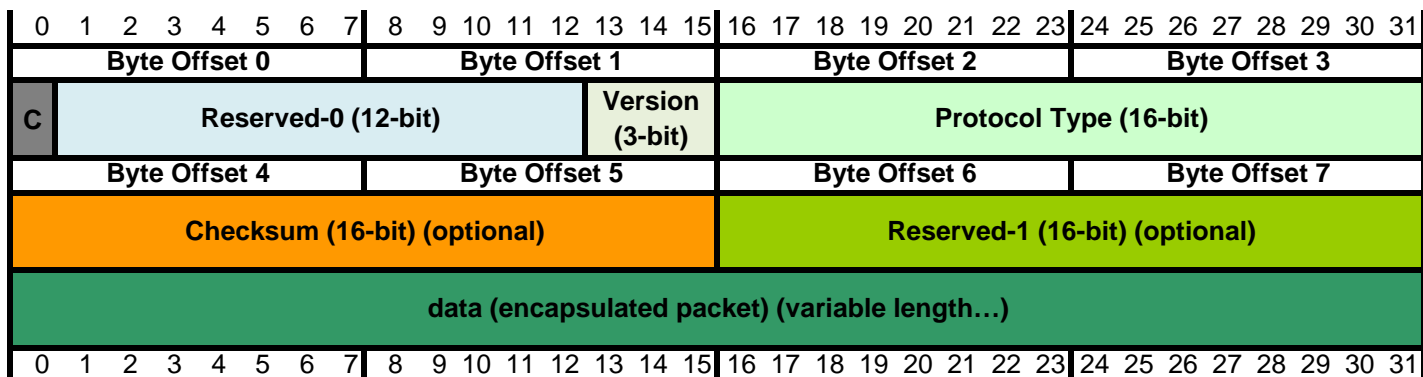 0 1 2 3 4 5 6 7 8 9 10 11 12 13 14 15 16 17 18 19 20 21 22 23 24 25 26 27 28 29 30 31
Byte Offset 0 Byte Offset 1 Byte Offset 2 Byte Offset 3
C Reserved-0 (12-bit) Version (3-bit) Protocol Type (16-bit)
Byte Offset 4 Byte Offset 5 Byte Offset 6 Byte Offset 7
Checksum (16-bit) (optional) Reserved-1 (16-bit) (optional)
data (encapsulated packet) (variable length…)
0 1 2 3 4 5 6 7 8 9 10 11 12 13 14 15 16 17 18 19 20 21 22 23 24 25 26 27 28 29 30 31